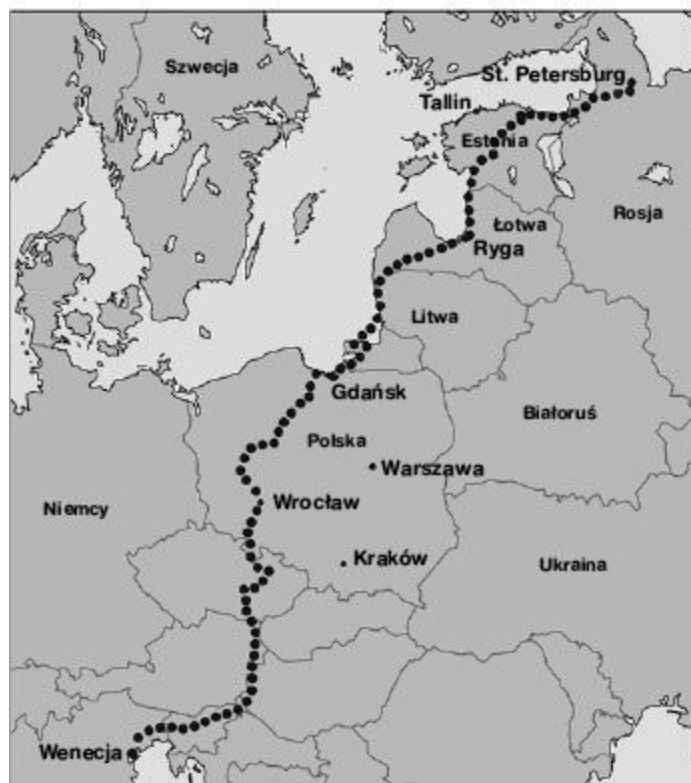 Szwecja
St. Petersburg
Tallin
Estonia
Łotwa
Rosja
Ryga
Litwa
Gdańsk
Białoruś
Polska
Warszawa
Wrocław
Niemcy
Kraków
Ukraina
Wenecja